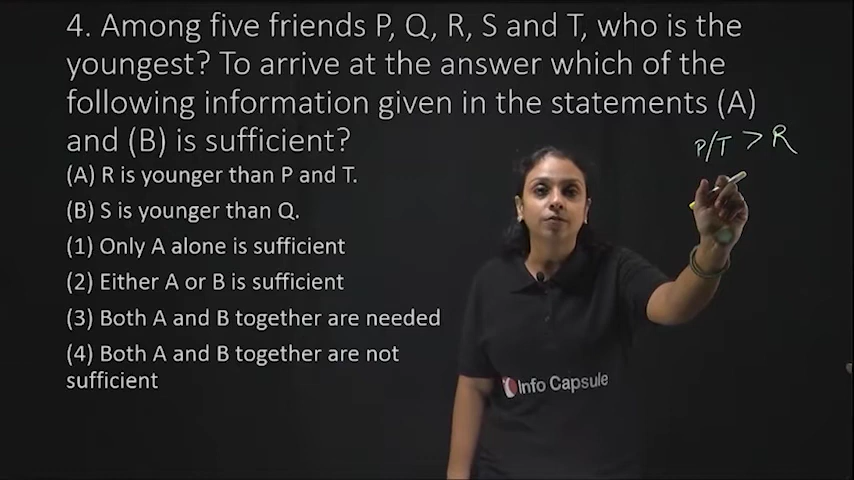 4. Among five friends P, Q, R, S and T, who is the
youngest? To arrive at the answer which of the
following information given in the statements (A)
and (B) is sufficient?
P/T > R
(A) R is younger than P and T.
(B) S is younger than Q.
(1) Only A alone is sufficient
(2) Either A or B is sufficient
(3) Both A and B together are needed
(4) Both A and B together are not
sufficient
Info Capsule